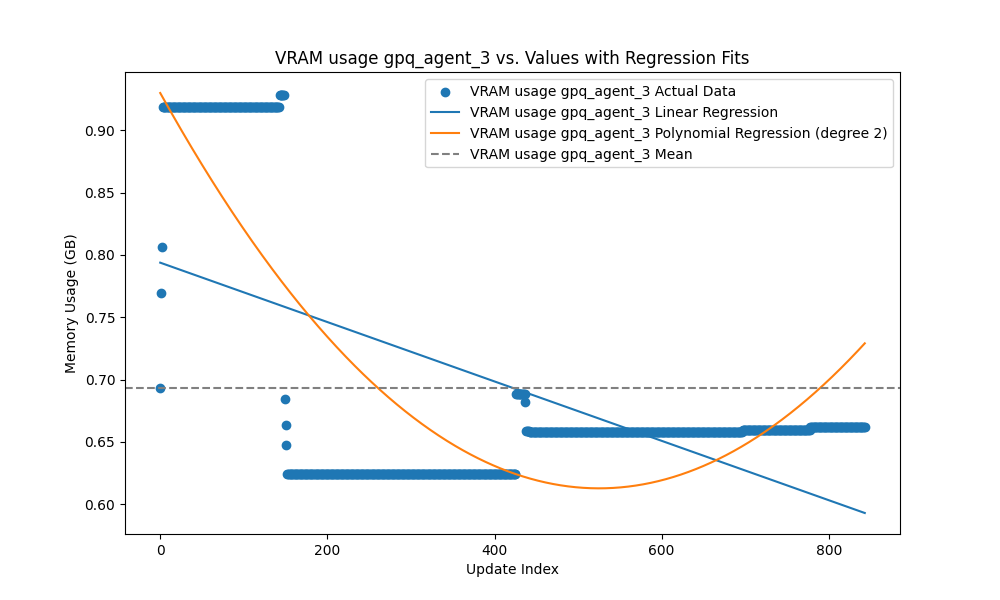 VRAM usage gpq_agent_3 vs. Values with Regression Fits
VRAM usage gpq_agent_3 Actual Data
VRAM usage gpq_agent_3 Linear Regression
VRAM usage gpq_agent_3 Polynomial Regression (degree 2)
VRAM usage gpq_agent_3 Mean
Memory Usage (GB)
0.90
0.85
0.80
0.75
0.70
0.65
0.60
0 200 400 600 800
Update Index